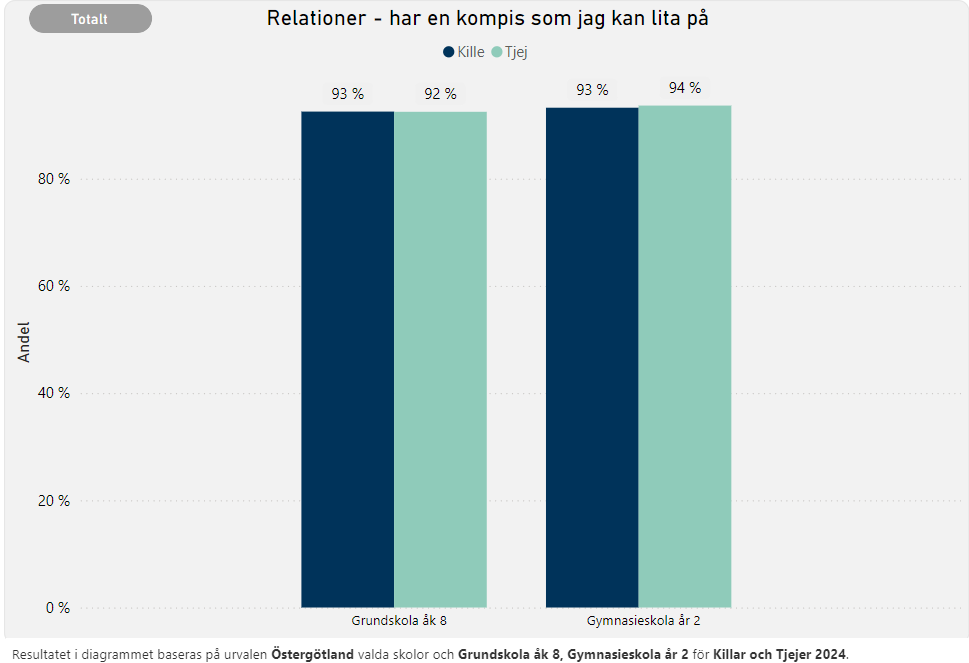 Totalt
Relationer - har en kompis som jag kan lita på
Kille Tjej
93 % 92 % 93 % 94 %
80 %
60 %
Andel
40 %
20 %
0 %
Grundskola åk 8 Gymnasieskola år 2
Resultatet i diagrammet baseras på urvalen Östergötland valda skolor och Grundskola åk 8, Gymnasieskola år 2 för Killar och Tjejer 2024.